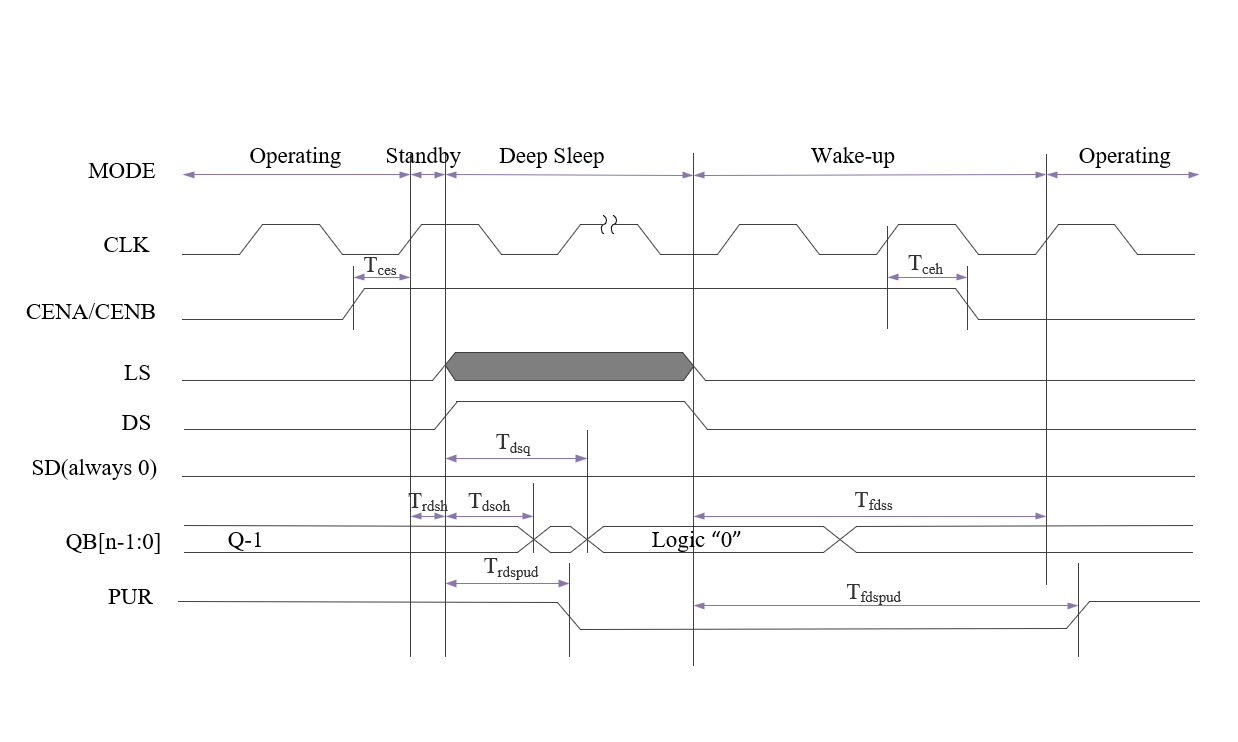 MODE Operating Standby Deep Sleep Wake-up Operating
CLK
Tces Tceh
CENA/CENB
LS
DS
Tdsq
SD(always 0)
Trdsh Tdsoh Tfdss
QB[n-1:0] Q-1 Logic “0”
Trdspud
PUR Tfdspud